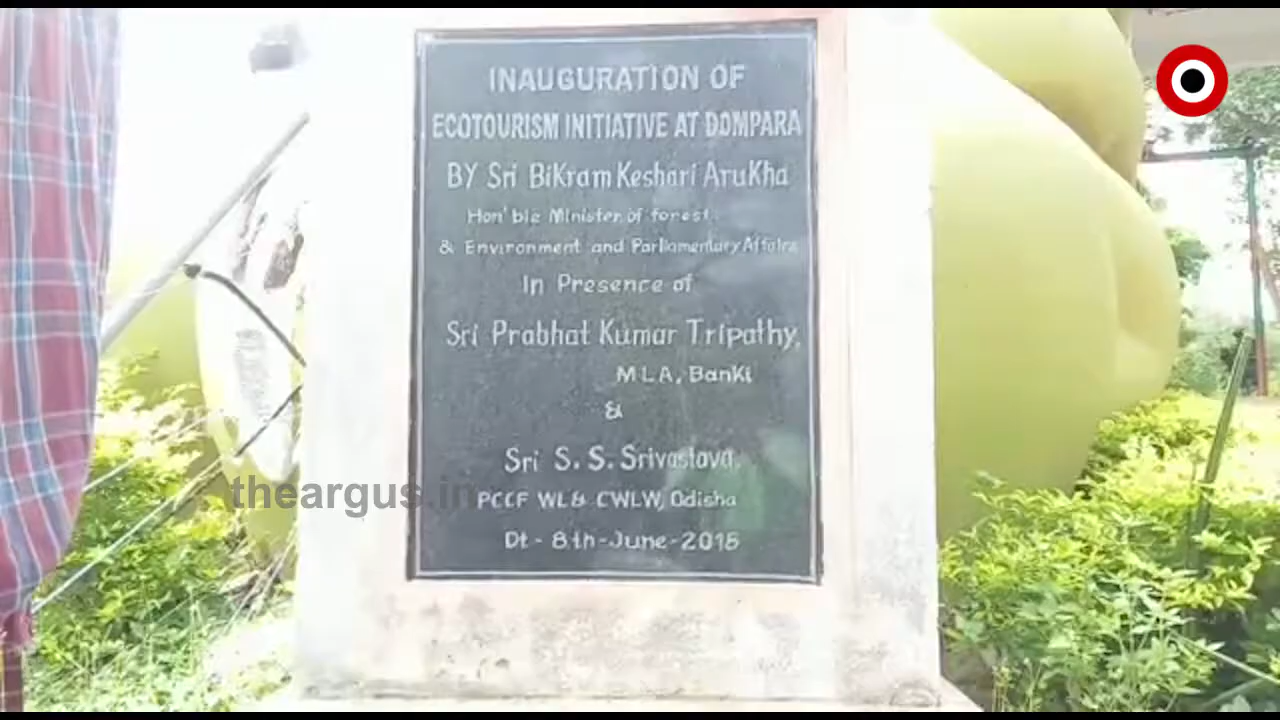 INAUGURATION OF
ECOTOURISM INITIATIVE AT DOMPARA
BY Sri Bikram Keshari Arukha
Hon'ble Minister of forest
& Environment and Parliamentary Affairs
In Presence of
Sri Prabhat Kumar Tripathy,
MLA, Banki
&
Sri S. S. Srivastava,
PCCF WL & CWLW, Odisha
Dt - 8th-June-2018
theargus.in